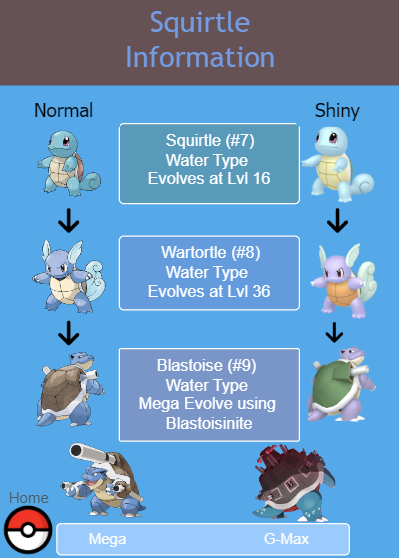 Squirtle
Information
Normal
Shiny
Squirtle (#7)
Water Type
Evolves at Lvl 16
Wartortle (#8)
Water Type
Evolves at Lvl 36
Blastoise (#9)
Water Type
Mega Evolve using
Blastoisinite
Home
Mega
G-Max